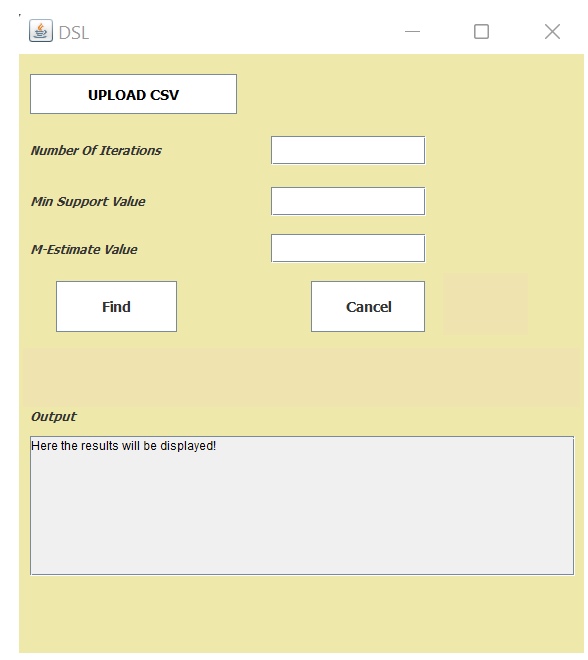 DSL
UPLOAD CSV
Number Of Iterations
Min Support Value
M-Estimate Value
Find
Cancel
Output
Here the results will be displayed!